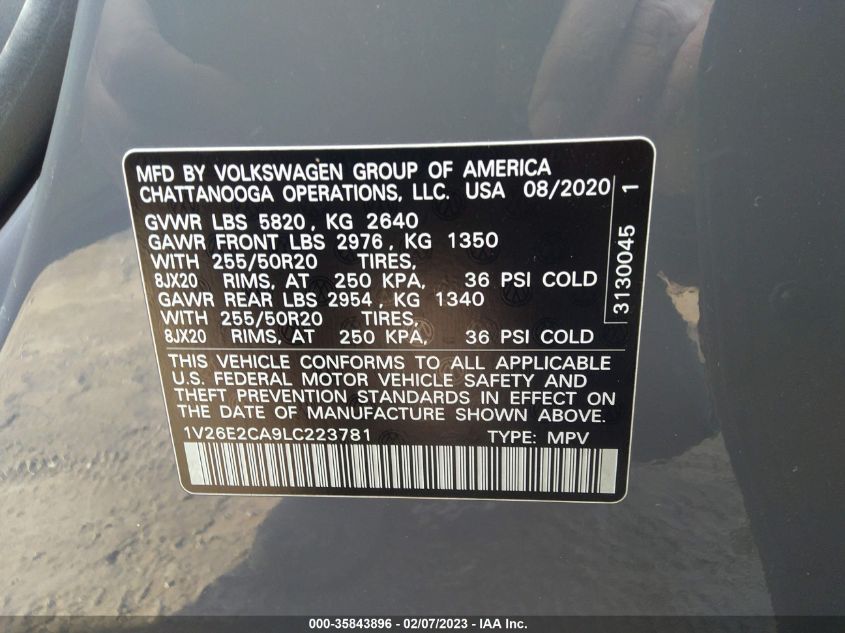 MFD BY VOLKSWAGEN GROUP OF AMERICA
CHATTANOOGA OPERATIONS, LLC. USA 08/2020
GVWR LBS 5820, KG 2640
GAWR FRONT LBS 2976, KG 1350
WITH 255/50R20 TIRES,
8JX20 RIMS, AT 250 KPA, 36 PSI COLD
GAWR REAR LBS 2954, KG 1340
WITH 255/50R20 TIRES,
8JX20 RIMS, AT 250 KPA, 36 PSI COLD
3130045 1
THIS VEHICLE CONFORMS TO ALL APPLICABLE
U.S. FEDERAL MOTOR VEHICLE SAFETY AND
THEFT PREVENTION STANDARDS IN EFFECT ON
THE DATE OF MANUFACTURE SHOWN ABOVE.
1V26E2CA9LC223781 TYPE: MPV
000-35843896 - 02/07/2023 - IAA Inc.